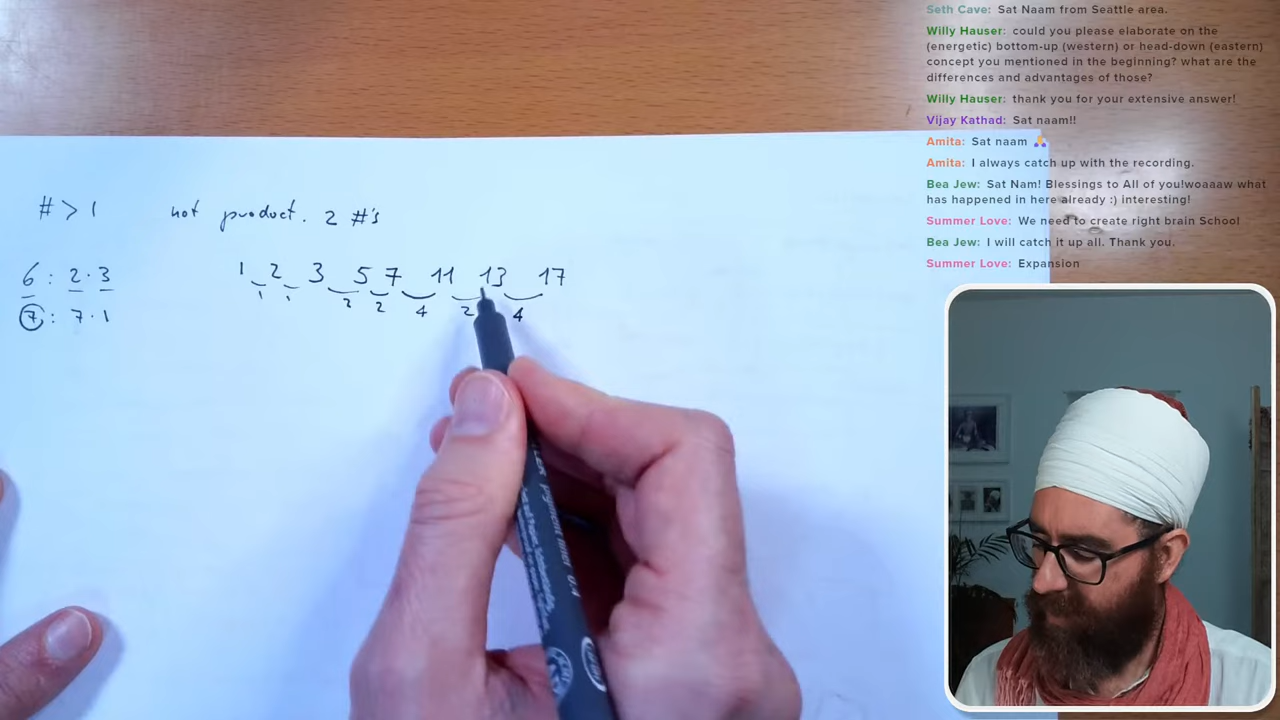 Seth Cave: Sat Naam from Seattle area.
Willy Hauser: could you please elaborate on the
(energetic) bottom-up (western) or head-down (eastern)
concept you mentioned in the beginning? what are the
differences and advantages of those?
Willy Hauser: thank you for your extensive answer!
Vijay Kathad: Sat naam!!
Amita: Sat naam 🙏
Amita: I always catch up with the recording.
Bea Jew: Sat Nam! Blessings to All of you!woaaaw what
has happened in here already :) interesting!
Summer Love: We need to create right brain School
Bea Jew: I will catch it up all. Thank you.
Summer Love: Expansion
# > 1 not product. 2 #'s
6 : 2 · 3
7 : 7 · 1
1 2 3 5 7 11 13 17
1 1 2 2 4 2 4
pigment liner 0.4